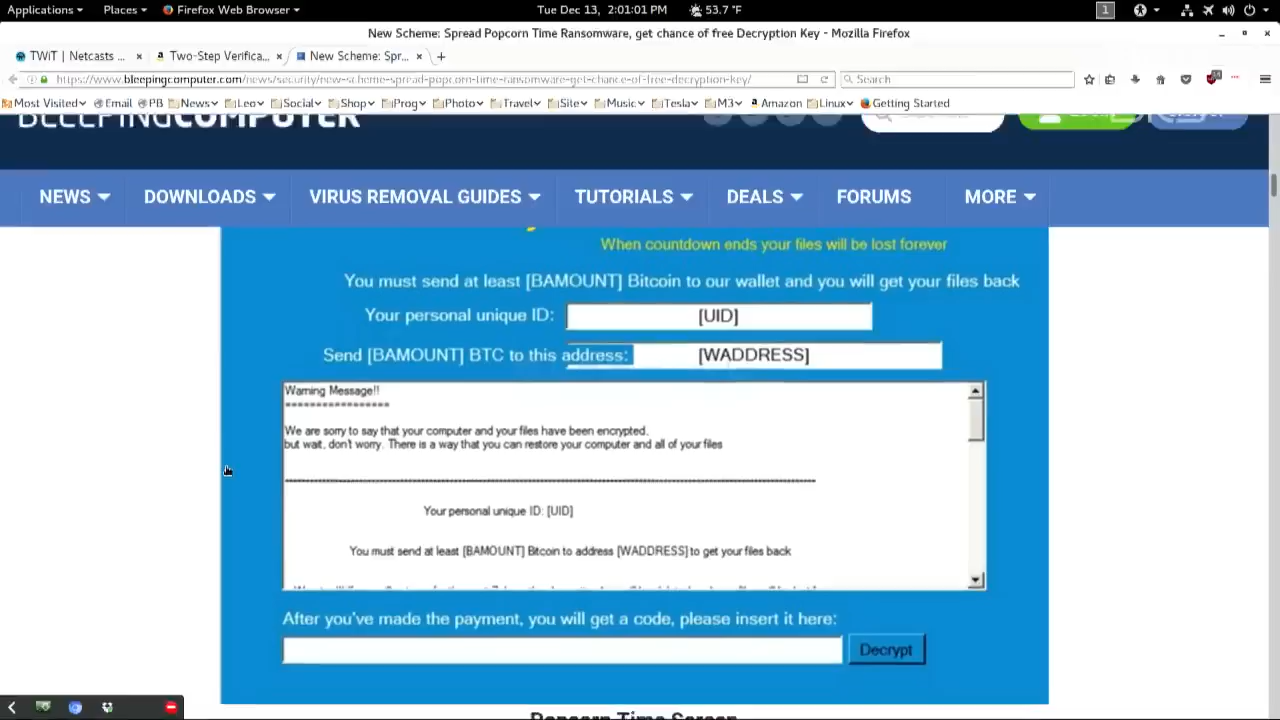 Applications Places Firefox Web Browser Tue Dec 13, 2:01:01 PM 53.7 °F 1
New Scheme: Spread Popcorn Time Ransomware, get chance of free Decryption Key - Mozilla Firefox
TWiT | Netcasts ... × Two-Step Verifica... × New Scheme: Spr... × +
https://www.bleepingcomputer.com/news/security/new-scheme-spread-popcorn-time-ransomware-get-chance-of-free-decryption-key/ Search
Most Visited Email PB News Leo Social Shop Prog Photo Travel Site Music Tesla M3 Amazon Linux Getting Started
BLEEPINGCOMPUTER
NEWS DOWNLOADS VIRUS REMOVAL GUIDES TUTORIALS DEALS FORUMS MORE
When countdown ends your files will be lost forever
You must send at least [BAMOUNT] Bitcoin to our wallet and you will get your files back
Your personal unique ID: [UID]
Send [BAMOUNT] BTC to this address: [WADDRESS]
Warning Message!!
We are sorry to say that your computer and your files have been encrypted,
but wait, don't worry. There is a way that you can restore your computer and all of your files
Your personal unique ID: [UID]
You must send at least [BAMOUNT] Bitcoin to address [WADDRESS] to get your files back
After you've made the payment, you will get a code, please insert it here:
Decrypt
Popcorn Time Screen